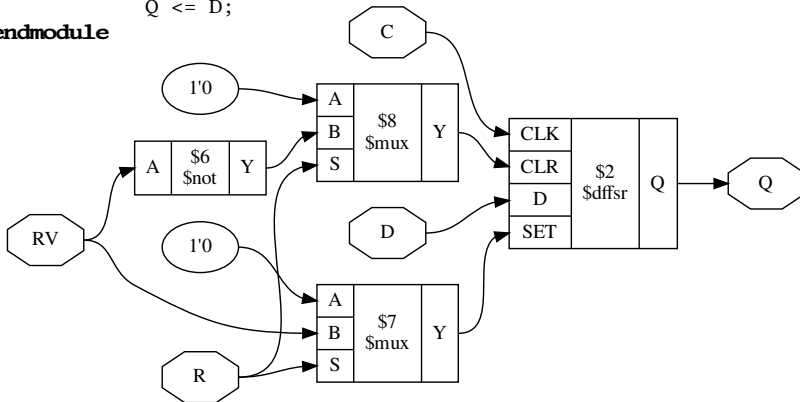 Q <= D;
endmodule
C
1'0
A
B
S
$8
$mux
Y
CLK
CLR
D
SET
$2
$dffsr
Q
Q
A
$6
$not
Y
RV
D
1'0
A
B
S
$7
$mux
Y
R